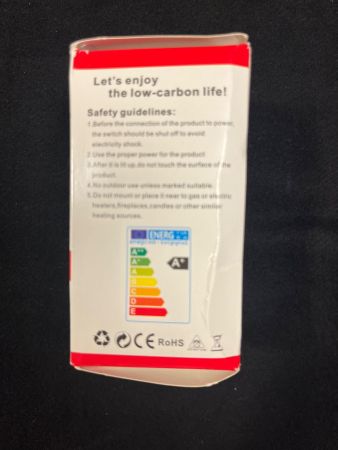 Let's enjoy
the low-carbon life!
Safety guidelines:
1.Before the connection of the product to power,
the switch should be shut off to avoid
electricity shock.
2.Use the proper power for the product
3.After it is lit up,do not touch the surface of the
product.
4.No outdoor use unless marked suitable.
5.Do not mount or place it near to gas or electric
heaters,fireplaces,candles or other similar
heating sources.
ENERG
A++
A+
A
B
C
D
E
A+
CE RoHS